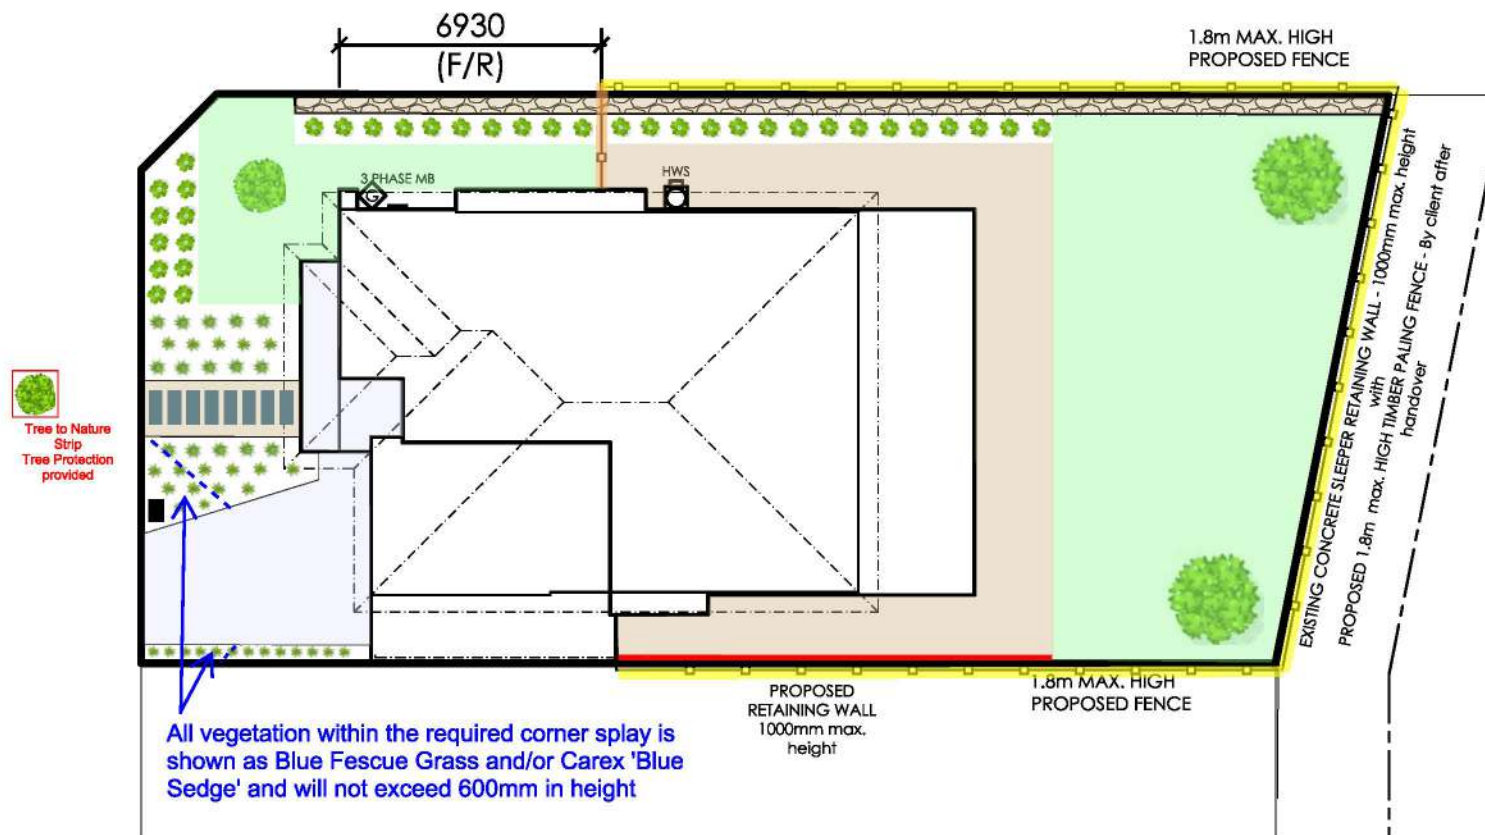 6930
(F/R)
1.8m MAX. HIGH
PROPOSED FENCE
3 PHASE MB
G
HWS
EXISTING CONCRETE SLEEPER RETAINING WALL - 1000mm max. height
with
PROPOSED 1.8m max. HIGH TIMBER PALING FENCE - By client after
handover
Tree to Nature
Strip
Tree Protection
provided
PROPOSED
RETAINING WALL
1000mm max.
height
1.8m MAX. HIGH
PROPOSED FENCE
All vegetation within the required corner splay is
shown as Blue Fescue Grass and/or Carex 'Blue
Sedge' and will not exceed 600mm in height